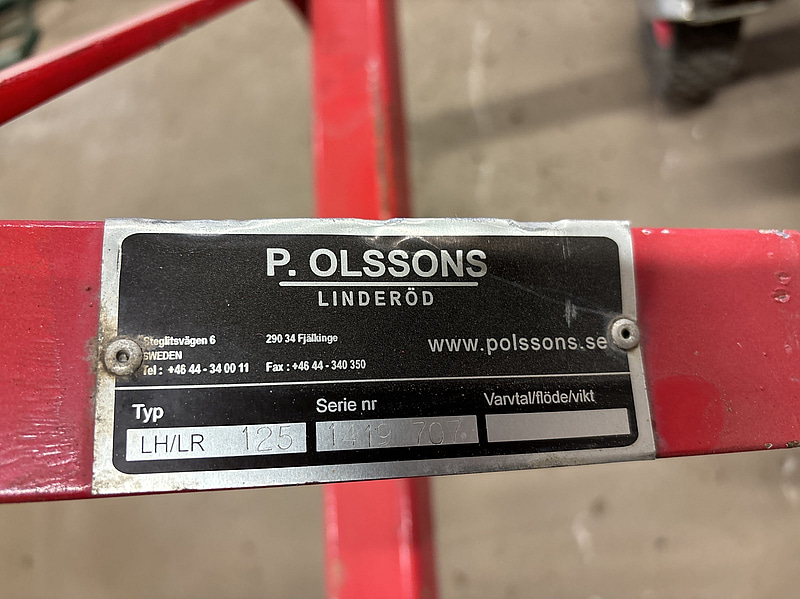 P. OLSSONS
LINDERÖD
Steglitsvägen 6 290 34 Fjälkinge
SWEDEN www.polssons.se
Tel : +46 44 - 34 00 11 Fax : +46 44 - 340 350
Typ Serie nr Varvtal/flöde/vikt
LH/LR 125 1419 707